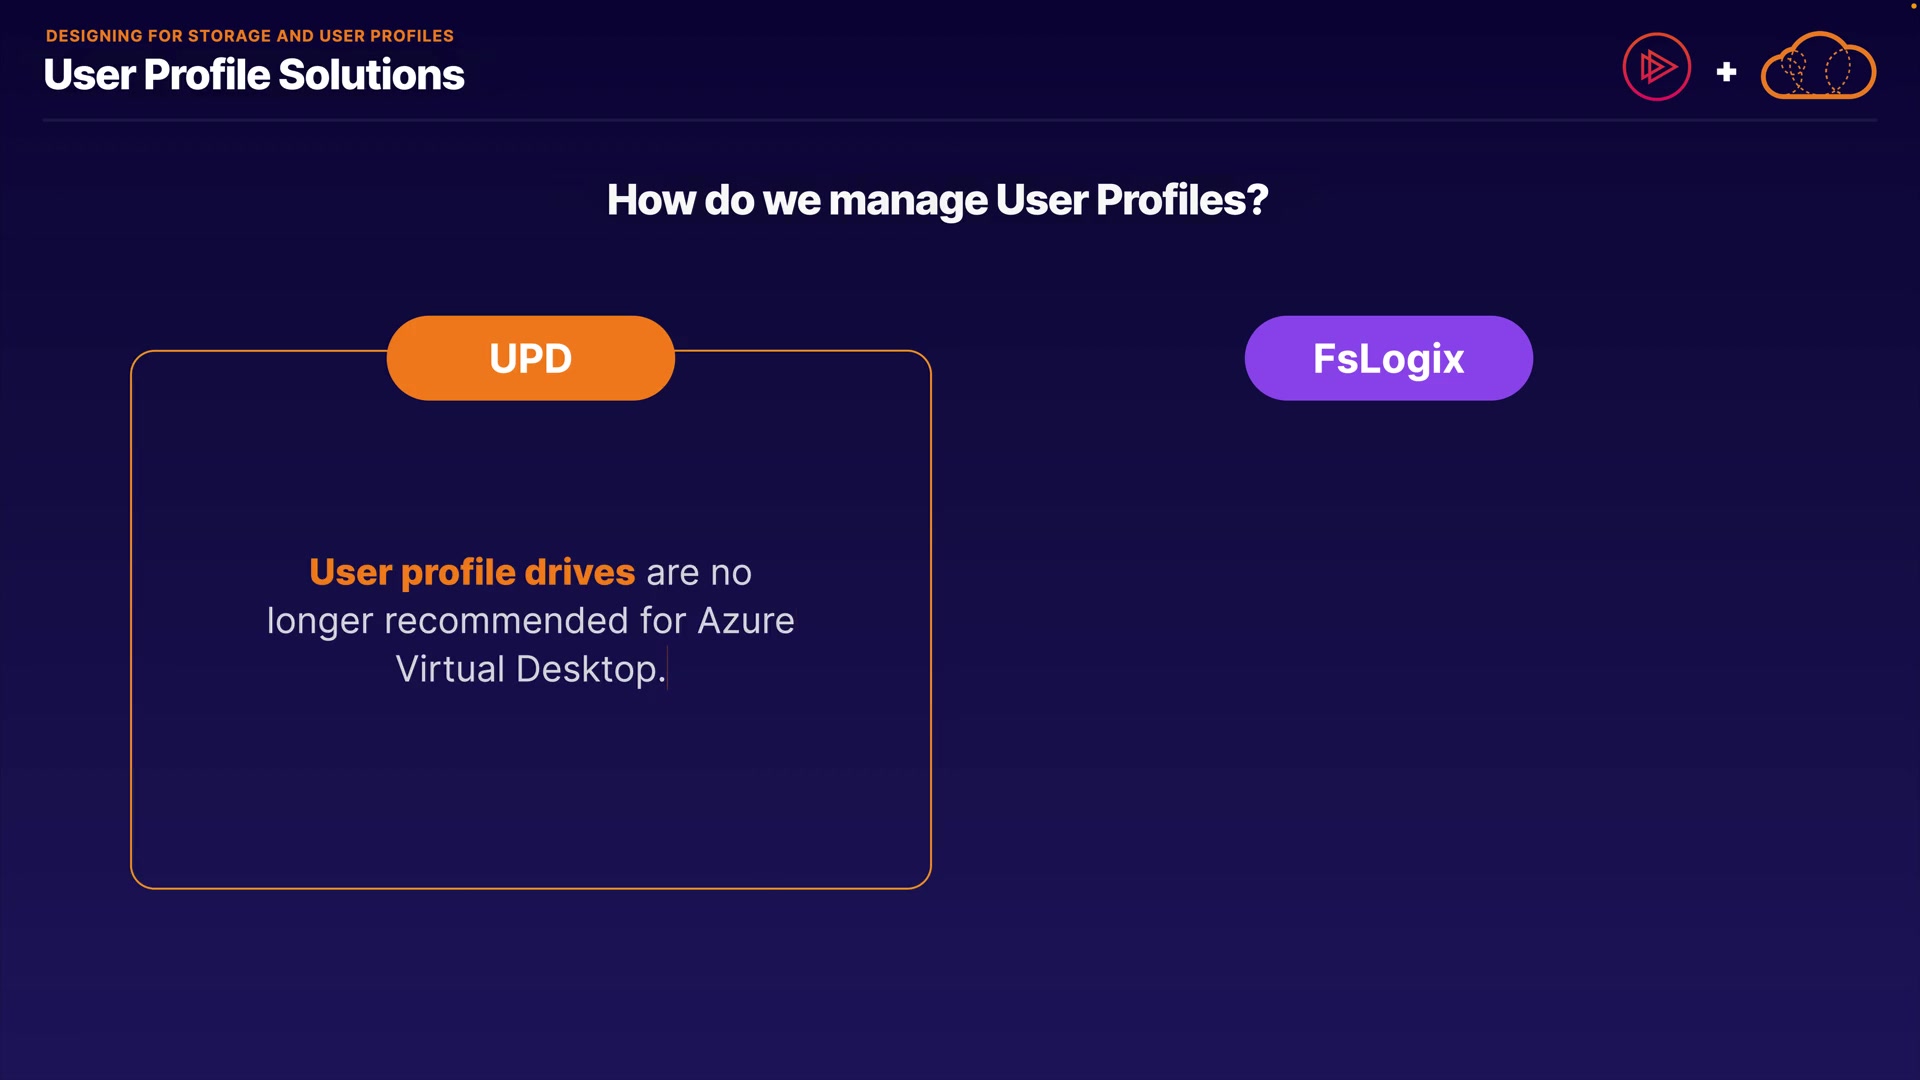 DESIGNING FOR STORAGE AND USER PROFILES
User Profile Solutions
How do we manage User Profiles?
UPD
User profile drives are no
longer recommended for Azure
Virtual Desktop.
FsLogix